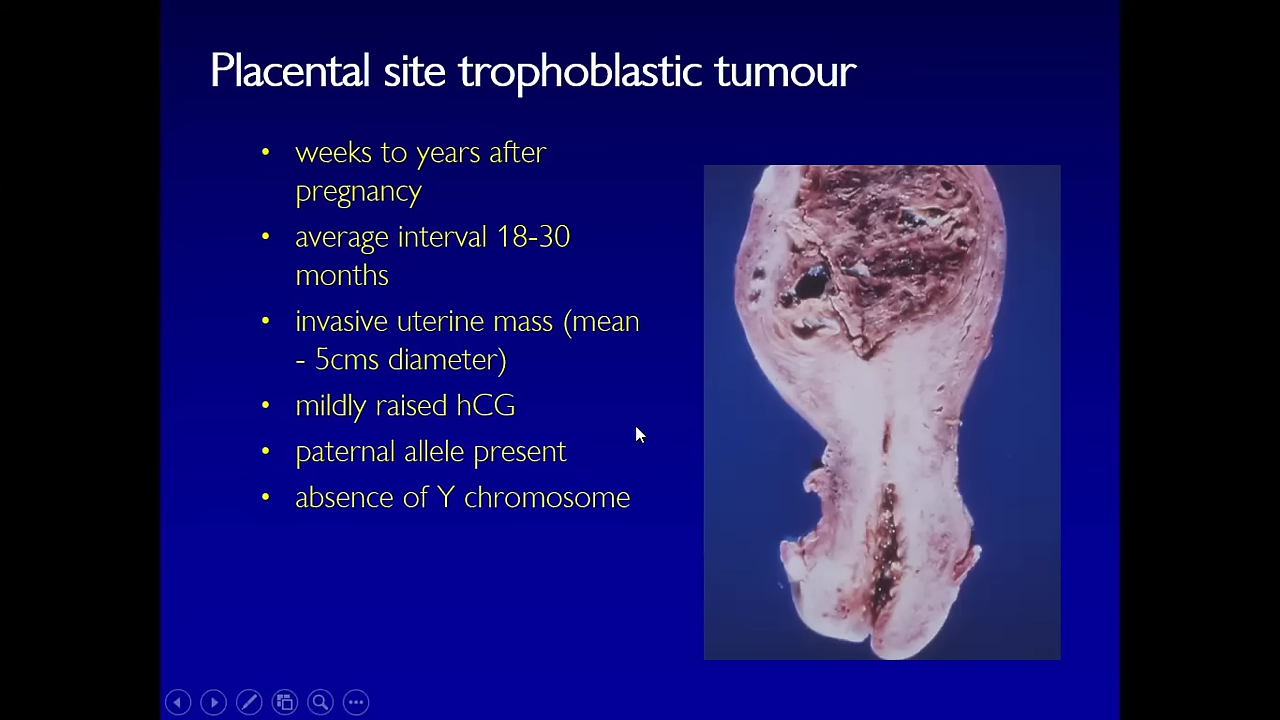 Placental site trophoblastic tumour
• weeks to years after
pregnancy
• average interval 18-30
months
• invasive uterine mass (mean
- 5cms diameter)
• mildly raised hCG
• paternal allele present
• absence of Y chromosome